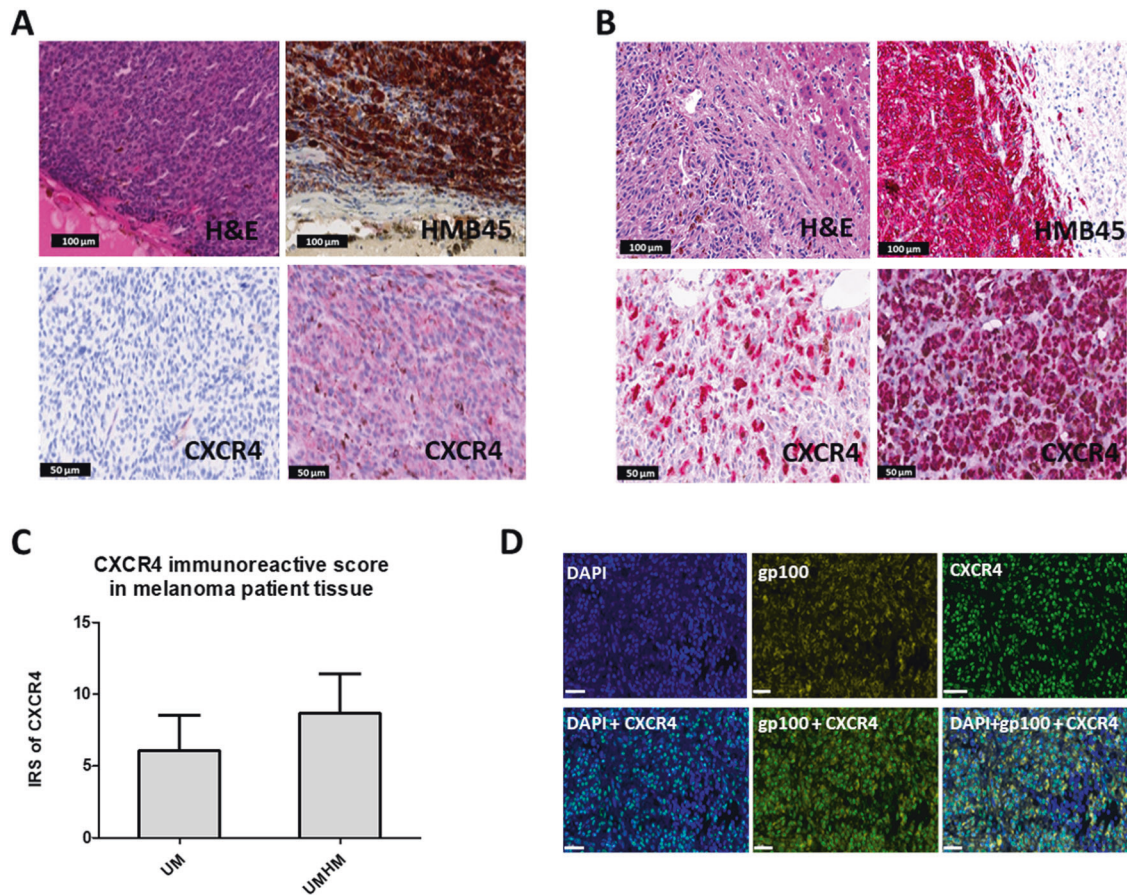 A
H&E
100 µm
HMB45
100 µm
CXCR4
50 µm
CXCR4
50 µm
B
H&E
100 µm
HMB45
100 µm
CXCR4
50 µm
CXCR4
50 µm
C
CXCR4 immunoreactive score
in melanoma patient tissue
IRS of CXCR4
15
10
5
0
UM
UMHM
D
DAPI
gp100
CXCR4
DAPI + CXCR4
gp100 + CXCR4
DAPI+gp100 + CXCR4